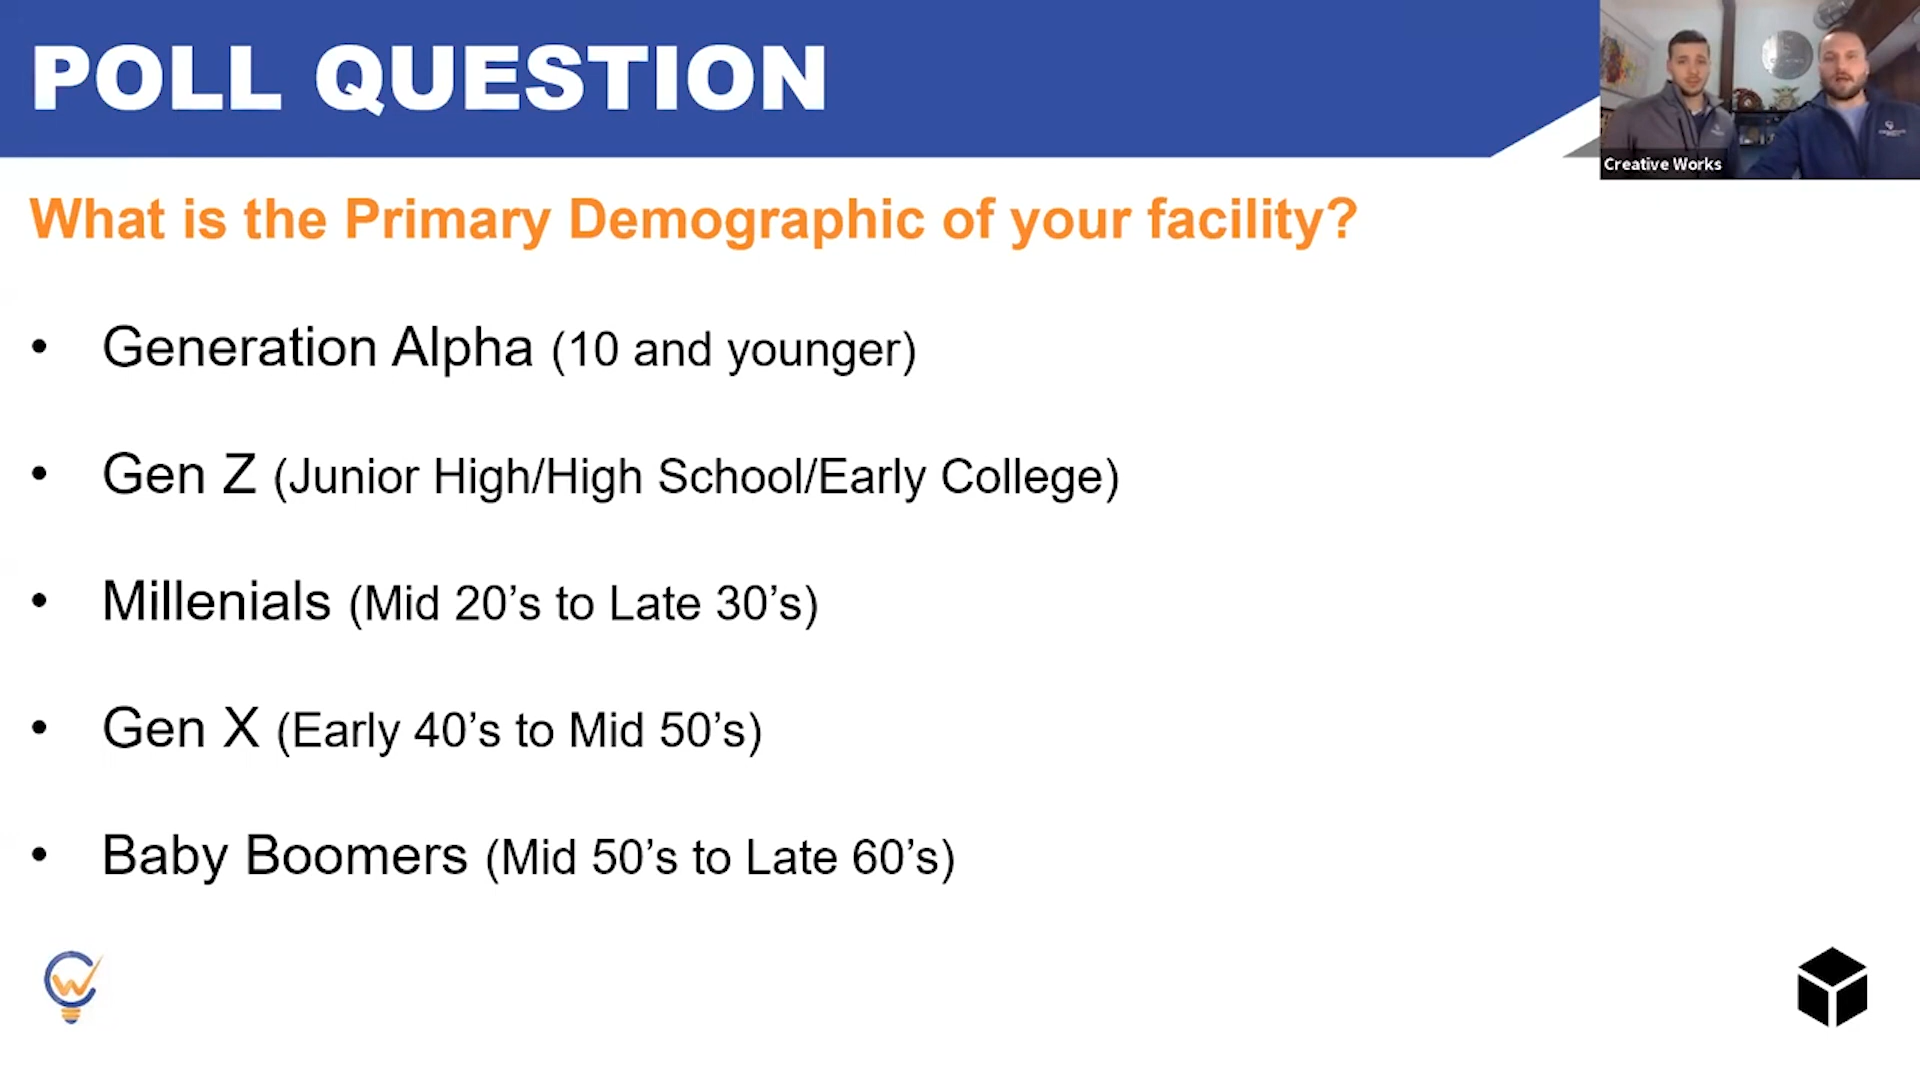 POLL QUESTION
Creative Works
What is the Primary Demographic of your facility?
• Generation Alpha (10 and younger)
• Gen Z (Junior High/High School/Early College)
• Millenials (Mid 20’s to Late 30’s)
• Gen X (Early 40’s to Mid 50’s)
• Baby Boomers (Mid 50’s to Late 60’s)